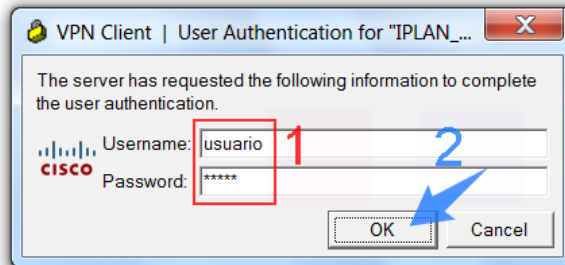 VPN Client | User Authentication for "IPLAN_...
X
The server has requested the following information to complete
the user authentication.
CISCO
Username: usuario 1 2
Password: *****
OK Cancel